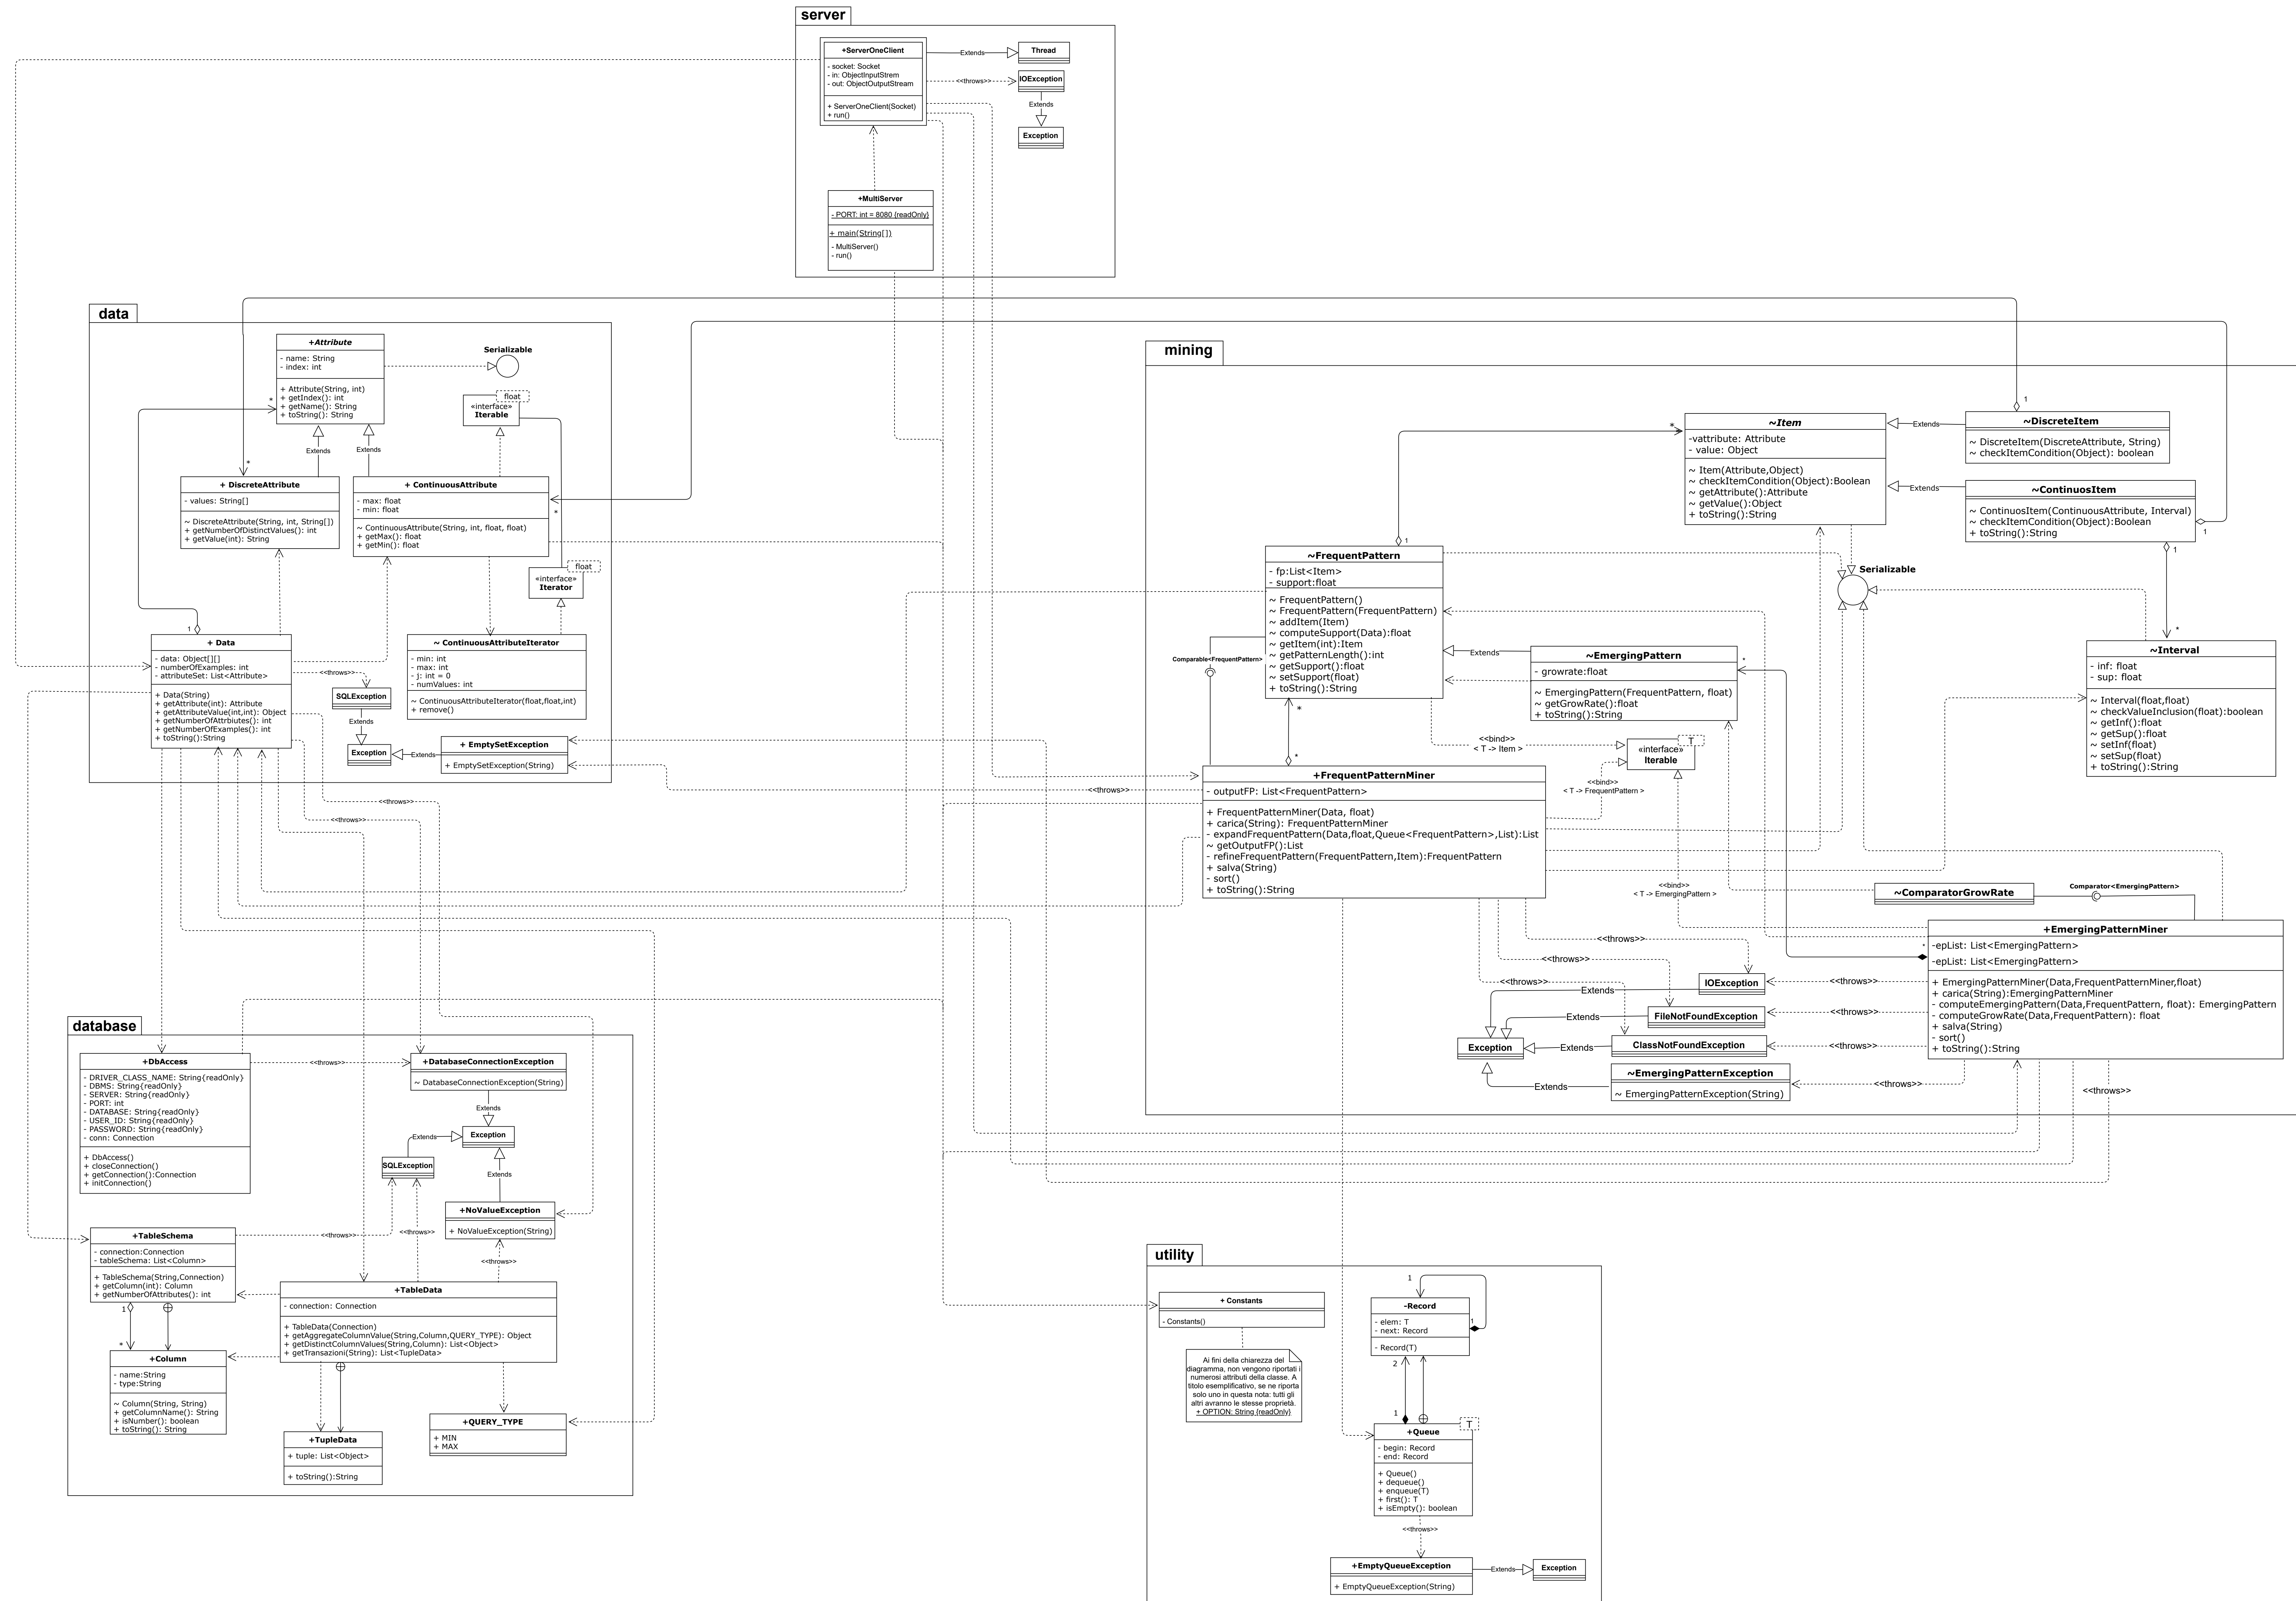 server
+ServerOneClient
- socket: Socket
- in: ObjectInputStrem
- out: ObjectOutputStream
+ ServerOneClient(Socket)
+ run()
Extends
Thread
<<throws>>
IOException
Extends
Exception
+MultiServer
- PORT: int = 8080 {readOnly}
+ main(String[])
- MultiServer()
- run()
data
+Attribute
- name: String
- index: int
+ Attribute(String, int)
+ getIndex(): int
+ getName(): String
+ toString(): String
Serializable
float
«interface»
Iterable
*
Extends
Extends
*
+ DiscreteAttribute
- values: String[]
~ DiscreteAttribute(String, int, String[])
+ getNumberOfDistinctValues(): int
+ getValue(int): String
+ ContinuousAttribute
- max: float
- min: float
~ ContinuousAttribute(String, int, float, float)
+ getMax(): float
+ getMin(): float
*
float
«interface»
Iterator
1
+ Data
- data: Object[][]
- numberOfExamples: int
- attributeSet: List<Attribute>
+ Data(String)
+ getAttribute(int): Attribute
+ getAttributeValue(int,int): Object
+ getNumberOfAttrbiutes(): int
+ getNumberOfExamples(): int
+ toString():String
~ ContinuousAttributeIterator
- min: int
- max: int
- j: int = 0
- numValues: int
~ ContinuousAttributeIterator(float,float,int)
+ remove()
<<throws>>
SQLException
Extends
Exception
Extends
+ EmptySetException
+ EmptySetException(String)
<<throws>>
<<throws>>
<<throws>>
mining
~Item
-vattribute: Attribute
- value: Object
~ Item(Attribute,Object)
~ checkItemCondition(Object):Boolean
~ getAttribute():Attribute
~ getValue():Object
+ toString():String
*
1
Extends
~DiscreteItem
~ DiscreteItem(DiscreteAttribute, String)
~ checkItemCondition(Object): boolean
1
Extends
~ContinuosItem
~ ContinuosItem(ContinuousAttribute, Interval)
~ checkItemCondition(Object):Boolean
+ toString():String
1
1
~FrequentPattern
- fp:List<Item>
- support:float
~ FrequentPattern()
~ FrequentPattern(FrequentPattern)
~ addItem(Item)
~ computeSupport(Data):float
~ getItem(int):Item
~ getPatternLength():int
~ getSupport():float
~ setSupport(float)
+ toString():String
Serializable
*
~Interval
- inf: float
- sup: float
~ Interval(float,float)
~ checkValueInclusion(float):boolean
~ getInf():float
~ getSup():float
~ setInf(float)
~ setSup(float)
+ toString():String
Comparable<FrequentPattern>
Extends
~EmergingPattern
- growrate:float
~ EmergingPattern(FrequentPattern, float)
~ getGrowRate():float
+ toString():String
*
*
*
<<bind>>
< T -> Item >
T
«interface»
Iterable
<<bind>>
< T -> FrequentPattern >
+FrequentPatternMiner
- outputFP: List<FrequentPattern>
+ FrequentPatternMiner(Data, float)
+ carica(String): FrequentPatternMiner
- expandFrequentPattern(Data,float,Queue<FrequentPattern>,List):List
~ getOutputFP():List
- refineFrequentPattern(FrequentPattern,Item):FrequentPattern
+ salva(String)
- sort()
+ toString():String
<<bind>>
< T -> EmergingPattern >
~ComparatorGrowRate
Comparator<EmergingPattern>
+EmergingPatternMiner
-epList: List<EmergingPattern>
-epList: List<EmergingPattern>
+ EmergingPatternMiner(Data,FrequentPatternMiner,float)
+ carica(String):EmergingPatternMiner
- computeEmergingPattern(Data,FrequentPattern, float): EmergingPattern
- computeGrowRate(Data,FrequentPattern): float
+ salva(String)
- sort()
+ toString():String
*
<<throws>>
<<throws>>
<<throws>>
IOException
<<throws>>
Extends
FileNotFoundException
<<throws>>
Extends
Exception
Extends
ClassNotFoundException
<<throws>>
~EmergingPatternException
~ EmergingPatternException(String)
Extends
<<throws>>
<<throws>>
database
+DbAccess
- DRIVER_CLASS_NAME: String{readOnly}
- DBMS: String{readOnly}
- SERVER: String{readOnly}
- PORT: int
- DATABASE: String{readOnly}
- USER_ID: String{readOnly}
- PASSWORD: String{readOnly}
- conn: Connection
+ DbAccess()
+ closeConnection()
+ getConnection():Connection
+ initConnection()
<<throws>>
+DatabaseConnectionException
~ DatabaseConnectionException(String)
Extends
Exception
Extends
SQLException
Extends
+NoValueException
+ NoValueException(String)
<<throws>>
<<throws>>
<<throws>>
+TableSchema
- connection:Connection
- tableSchema: List<Column>
+ TableSchema(String,Connection)
+ getColumn(int): Column
+ getNumberOfAttributes(): int
1
*
+TableData
- connection: Connection
+ TableData(Connection)
+ getAggregateColumnValue(String,Column,QUERY_TYPE): Object
+ getDistinctColumnValues(String,Column): List<Object>
+ getTransazioni(String): List<TupleData>
+Column
- name:String
- type:String
~ Column(String, String)
+ getColumnName(): String
+ isNumber(): boolean
+ toString(): String
+TupleData
+ tuple: List<Object>
+ toString():String
+QUERY_TYPE
+ MIN
+ MAX
utility
+ Constants
- Constants()
Ai fini della chiarezza del
diagramma, non vengono riportati i
numerosi attributi della classe. A
titolo esemplificativo, se ne riporta
solo uno in questa nota: tutti gli
altri avranno le stesse proprietà.
+ OPTION: String {readOnly}
1
-Record
- elem: T
- next: Record
- Record(T)
1
2
1
T
+Queue
- begin: Record
- end: Record
+ Queue()
+ dequeue()
+ enqueue(T)
+ first(): T
+ isEmpty(): boolean
<<throws>>
+EmptyQueueException
+ EmptyQueueException(String)
Extends
Exception